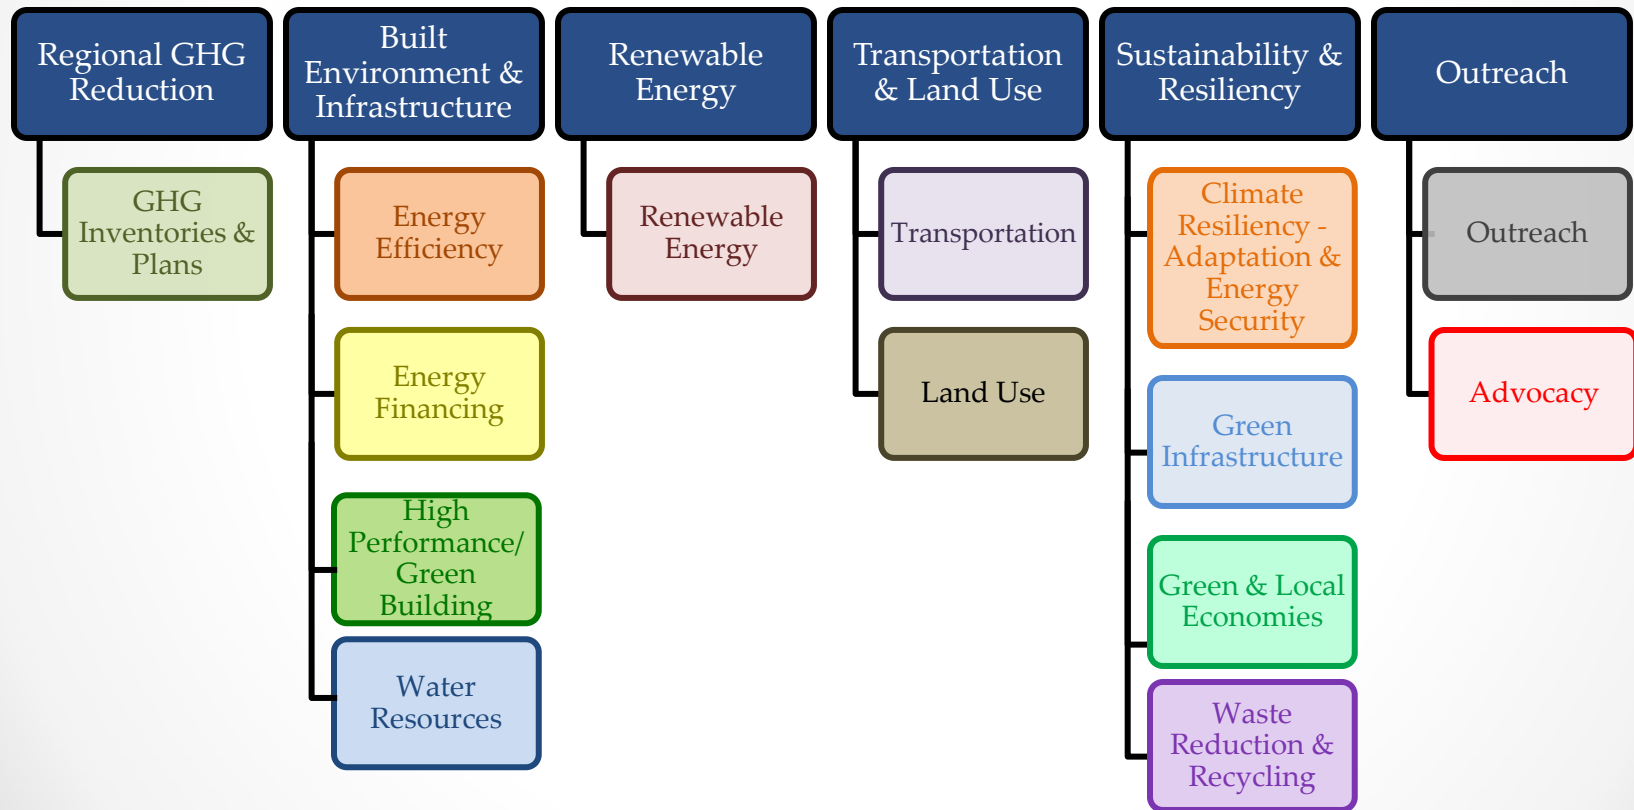 Regional GHG
Reduction
GHG
Inventories &
Plans
Built
Environment &
Infrastructure
Energy
Efficiency
Energy
Financing
High
Performance/
Green
Building
Water
Resources
Renewable
Energy
Renewable
Energy
Transportation
& Land Use
Transportation
Land Use
Sustainability &
Resiliency
Climate
Resiliency -
Adaptation &
Energy
Security
Green
Infrastructure
Green & Local
Economies
Waste
Reduction &
Recycling
Outreach
Outreach
Advocacy